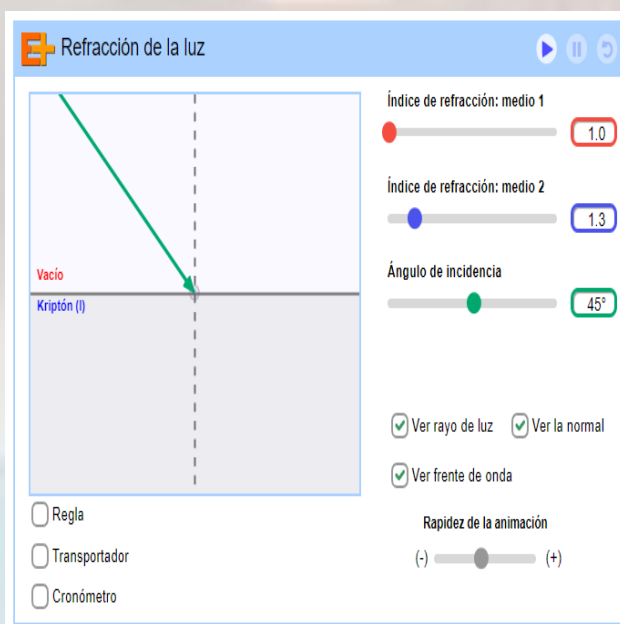 E+ Refracción de la luz
Índice de refracción: medio 1
1.0
Índice de refracción: medio 2
1.3
Ángulo de incidencia
45°
Vacío
Kriptón (l)
Ver rayo de luz Ver la normal
Ver frente de onda
Rapidez de la animación
(-) (+)
Regla
Transportador
Cronómetro